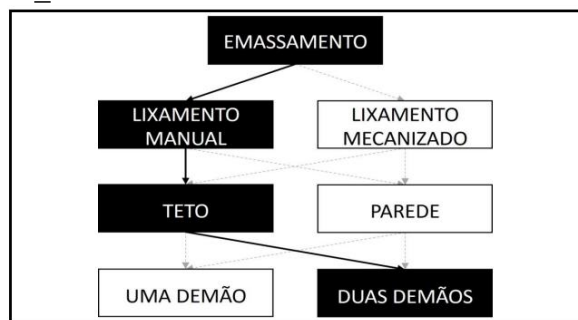 EMASSAMENTO
LIXAMENTO
MANUAL
LIXAMENTO
MECANIZADO
TETO
PAREDE
UMA DEMÃO
DUAS DEMÃOS